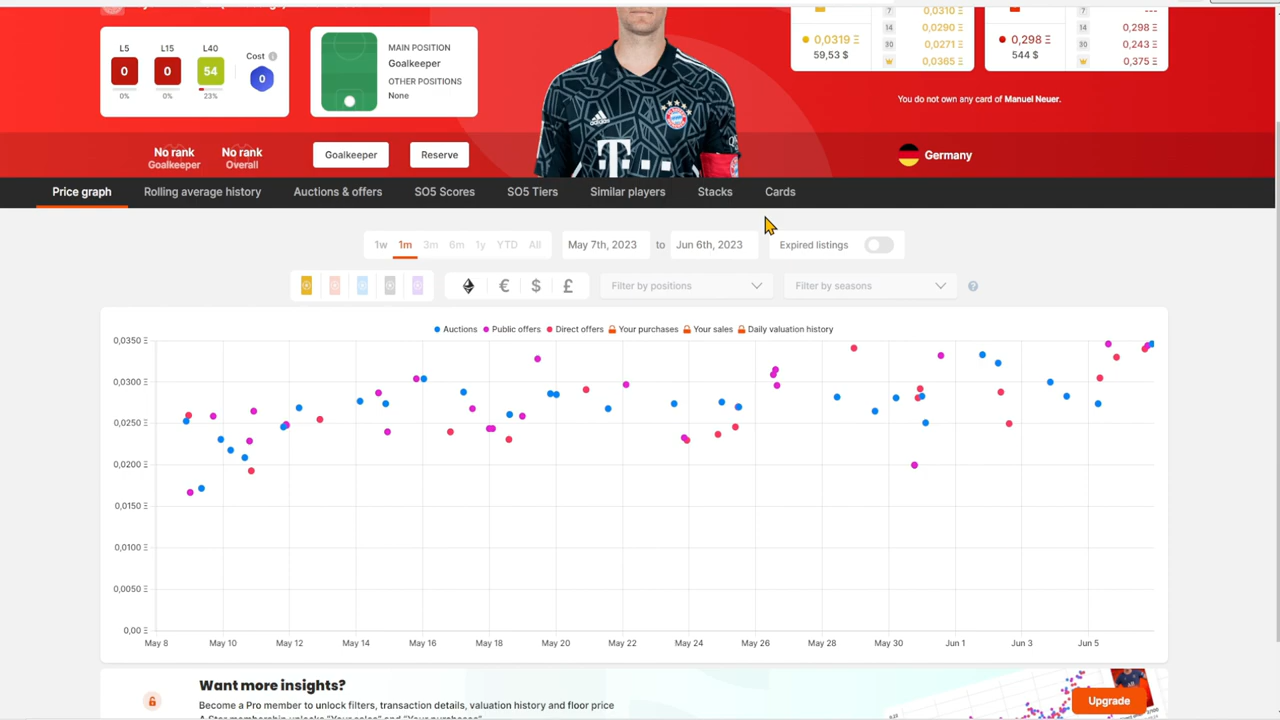 L5 L15 L40 Cost
0 0 54 0
0% 0% 23%
MAIN POSITION
Goalkeeper
OTHER POSITIONS
None
0,0319 Ξ
59,53 $
7 0,0310 Ξ
14 0,0290 Ξ
30 0,0271 Ξ
W 0,0365 Ξ
0,298 Ξ
544 $
7 ---
14 0,298 Ξ
30 0,243 Ξ
W 0,375 Ξ
You do not own any card of Manuel Neuer.
No rank
Goalkeeper
No rank
Overall
Goalkeeper
Reserve
Germany
Price graph Rolling average history Auctions & offers SO5 Scores SO5 Tiers Similar players Stacks Cards
1w 1m 3m 6m 1y YTD All May 7th, 2023 to Jun 6th, 2023 Expired listings
€ $ £ Filter by positions Filter by seasons ?
Auctions Public offers Direct offers Your purchases Your sales Daily valuation history
0,0350 Ξ
0,0300 Ξ
0,0250 Ξ
0,0200 Ξ
0,0150 Ξ
0,0100 Ξ
0,0050 Ξ
0,00 Ξ
May 8 May 10 May 12 May 14 May 16 May 18 May 20 May 22 May 24 May 26 May 28 May 30 Jun 1 Jun 3 Jun 5
Want more insights?
Become a Pro member to unlock filters, transaction details, valuation history and floor price
A Star membership unlocks "Your sales" and "Your purchases"
Upgrade